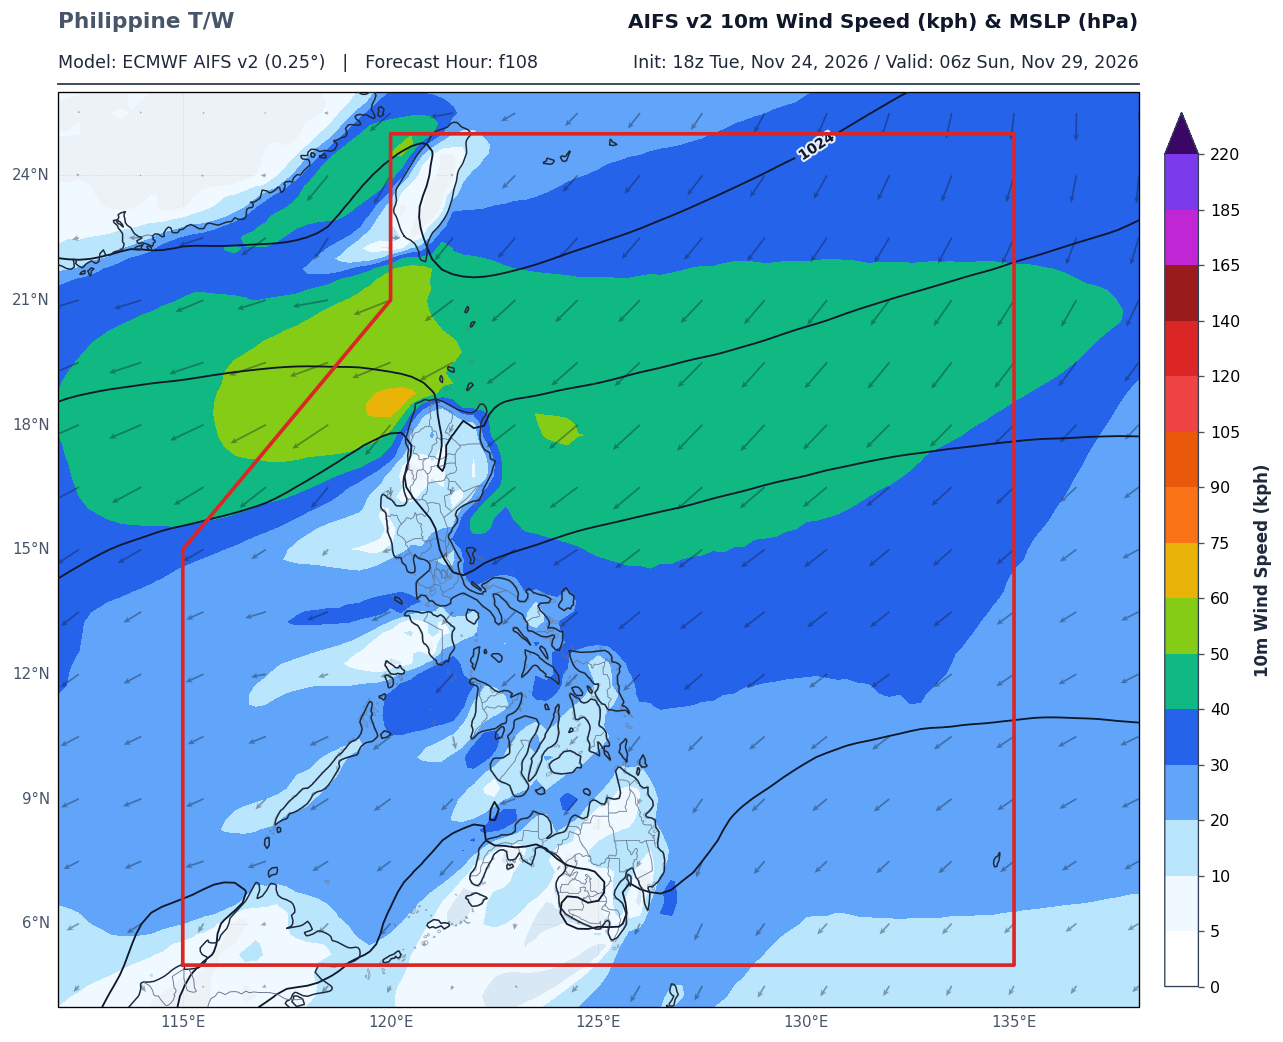 Philippine T/W
AIFS v2 10m Wind Speed (kph) & MSLP (hPa)
Model: ECMWF AIFS v2 (0.25°) | Forecast Hour: f108
Init: 18z Tue, Nov 24, 2026 / Valid: 06z Sun, Nov 29, 2026
1024
24°N
21°N
18°N
15°N
12°N
9°N
6°N
115°E
120°E
125°E
130°E
135°E
220
185
165
140
120
105
90
75
60
50
40
30
20
10
5
0
10m Wind Speed (kph)